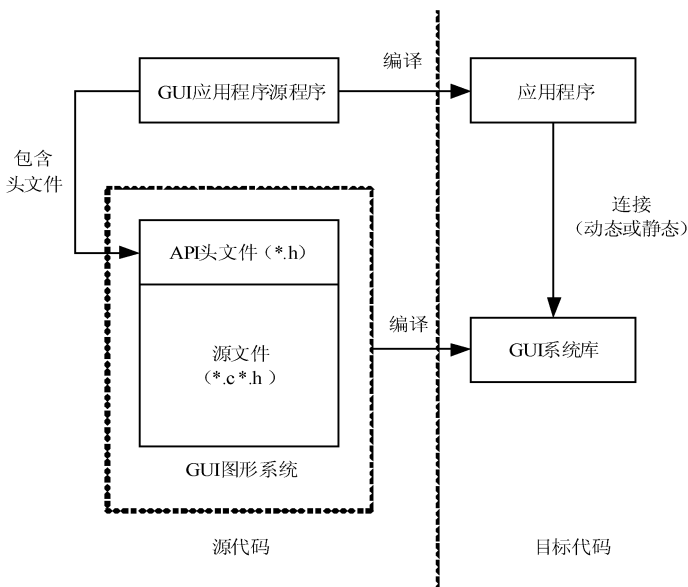 编译
GUI应用程序源程序
应用程序
包含
头文件
连接
(动态或静态)
API头文件(*.h)
编译
源文件
(*.c *.h )
GUI系统库
GUI图形系统
源代码
目标代码